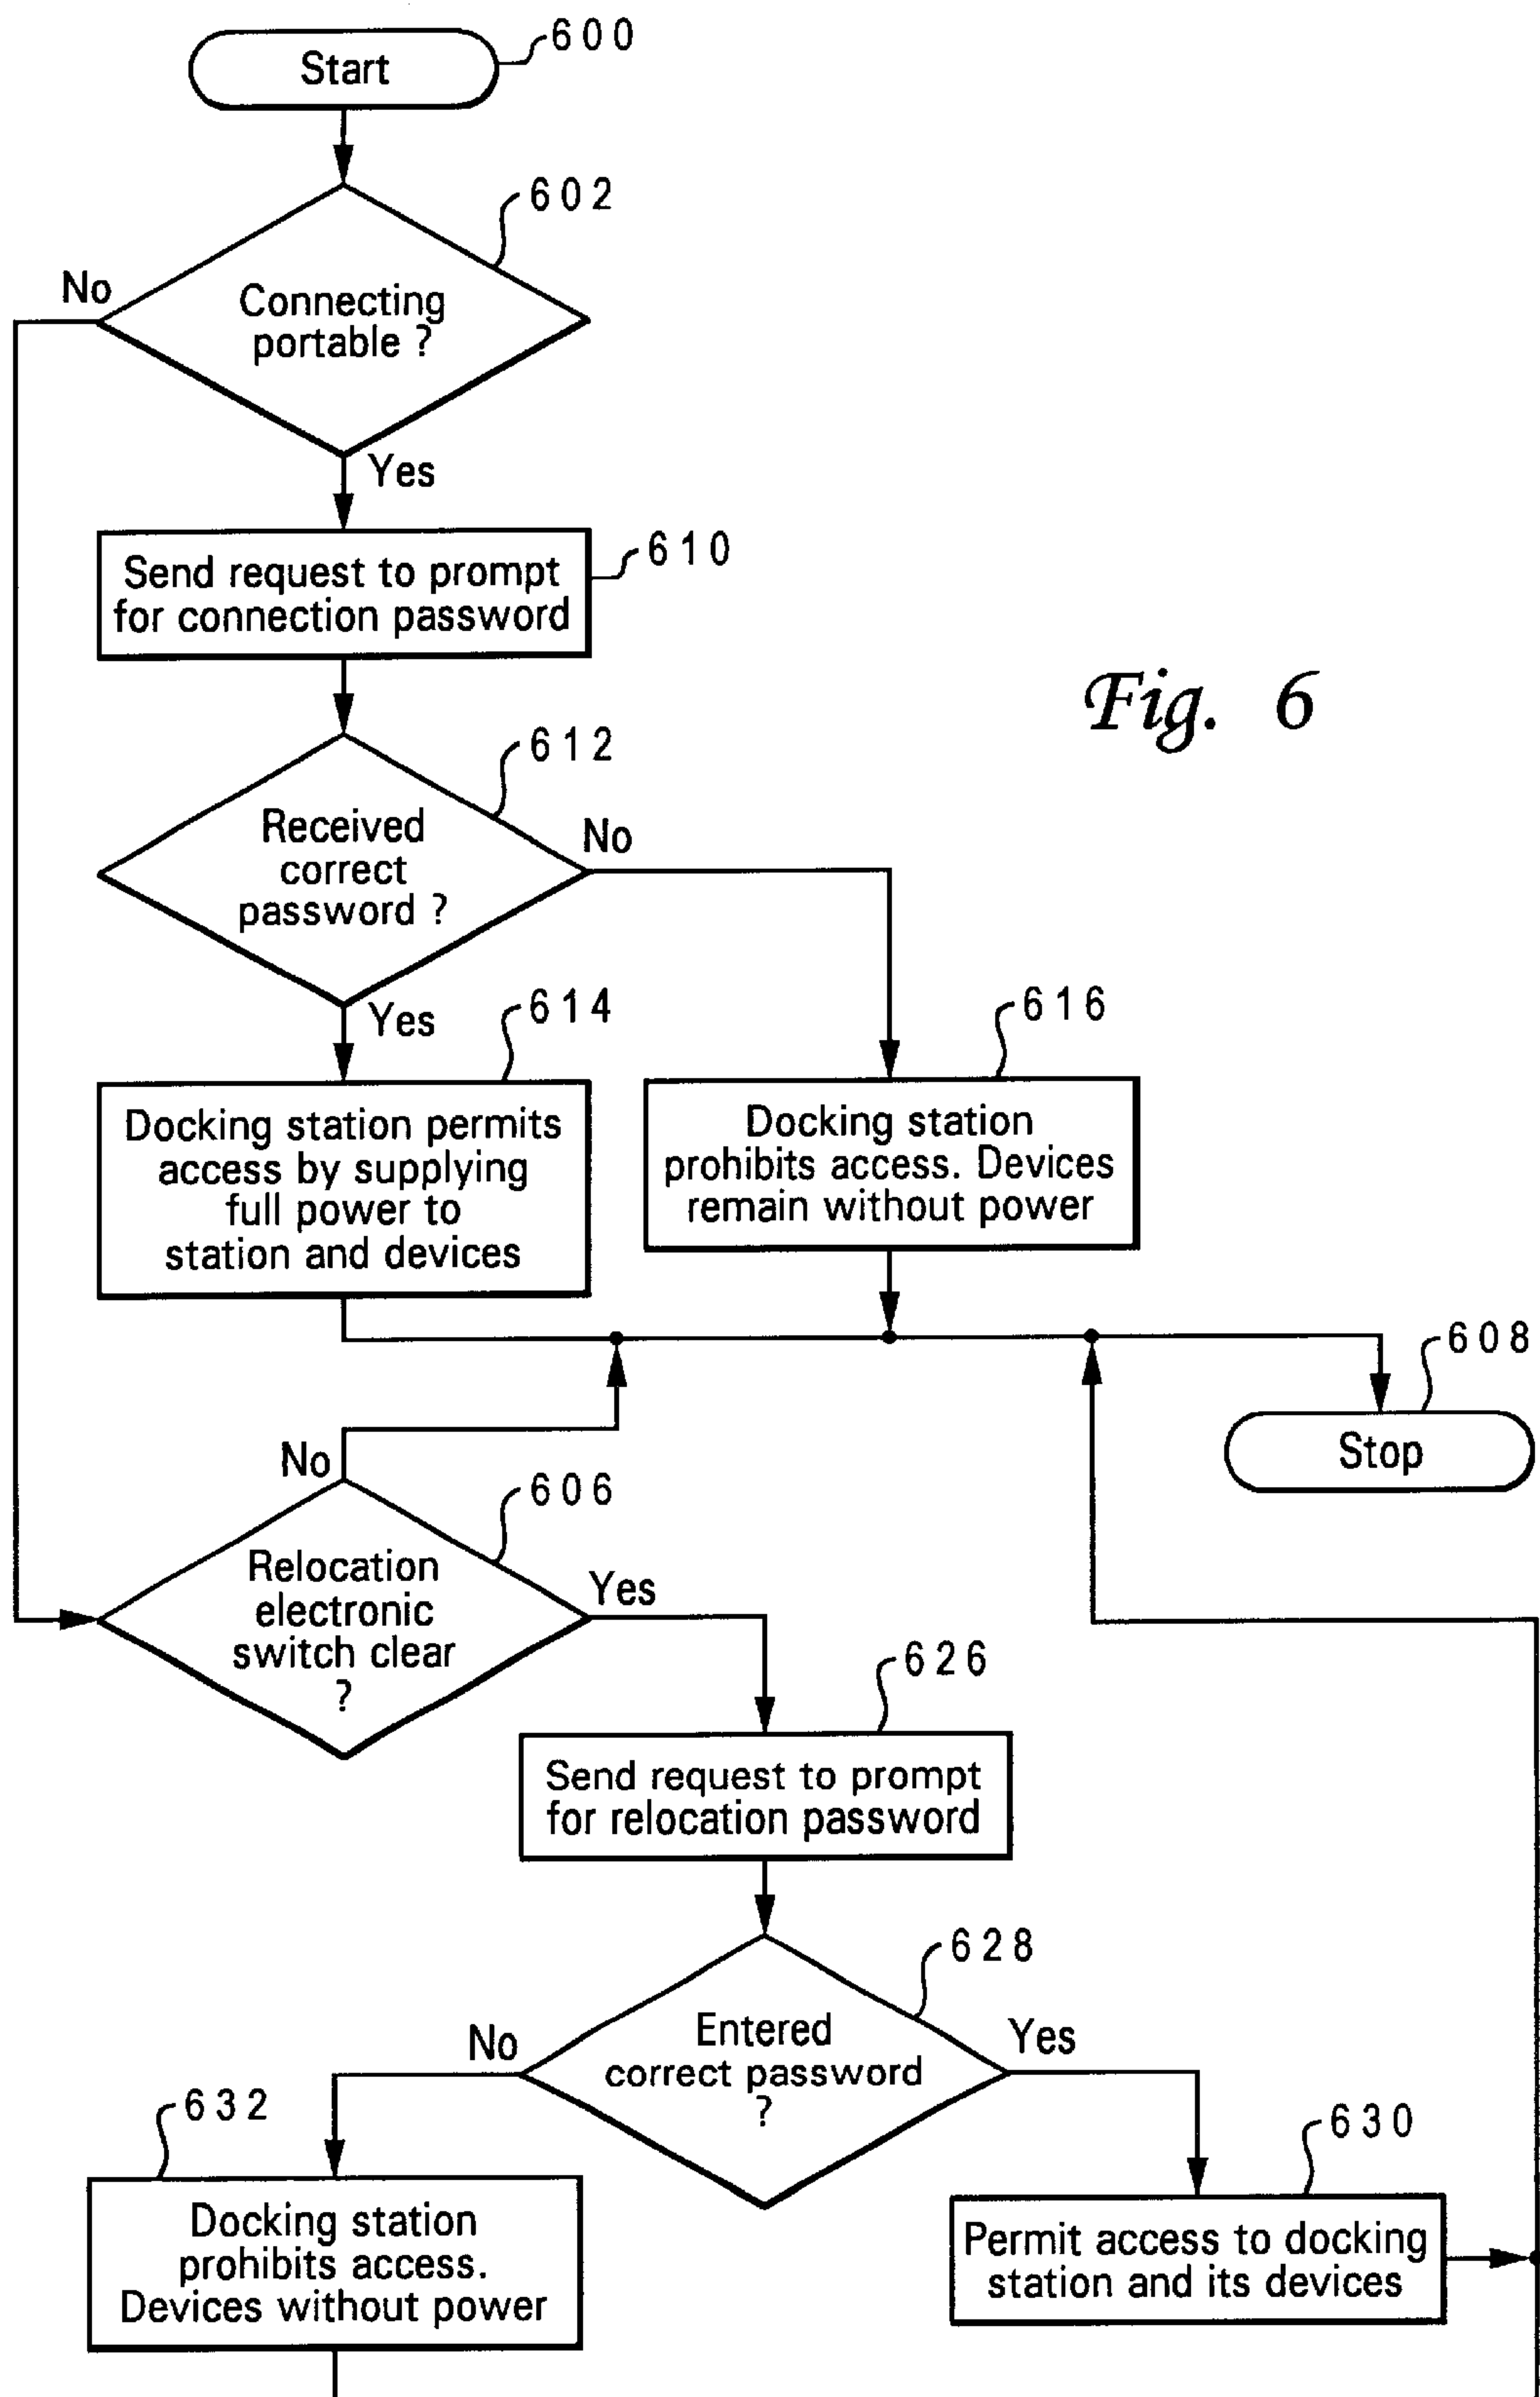 Start
600
602
No
Connecting
portable ?
Yes
610
Send request to prompt
for connection password
Fig. 6
612
Received
correct
password ?
No
Yes
614
616
Docking station permits
access by supplying
full power to
station and devices
Docking station
prohibits access. Devices
remain without power
608
Stop
No
606
Relocation
electronic
switch clear
?
Yes
626
Send request to prompt
for relocation password
628
Entered
correct password
?
No
Yes
632
630
Docking station
prohibits access.
Devices without power
Permit access to docking
station and its devices